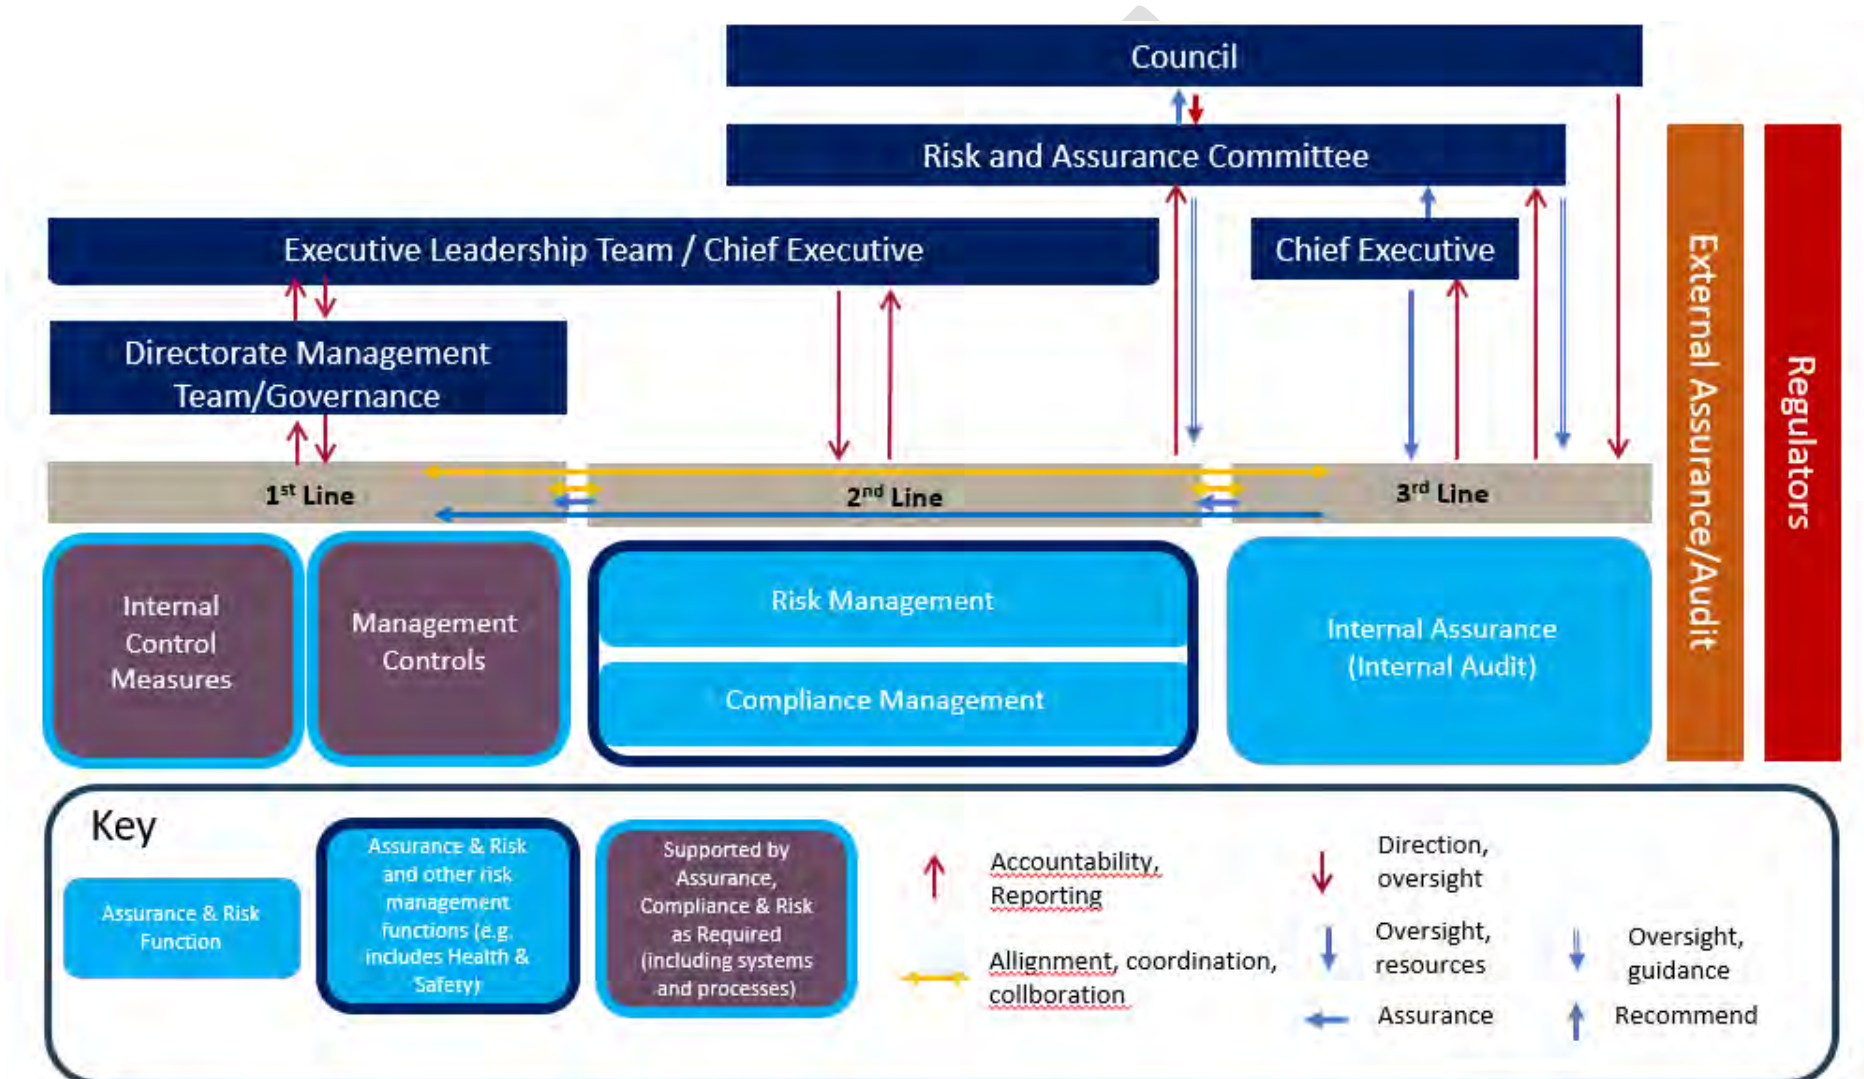 Council
Risk and Assurance Committee
Executive Leadership Team / Chief Executive
Chief Executive
Directorate Management
Team/Governance
1st Line
2nd Line
3rd Line
Internal
Control
Measures
Management
Controls
Risk Management
Compliance Management
Internal Assurance
(Internal Audit)
External Assurance/Audit
Regulators
Key
Assurance & Risk
Function
Assurance & Risk
and other risk
management
functions (e.g.
includes Health &
Safety)
Supported by
Assurance,
Compliance & Risk
as Required
(including systems
and processes)
Accountability,
Reporting
Allignment, coordination,
collboration
Direction,
oversight
Oversight,
resources
Assurance
Oversight,
guidance
Recommend